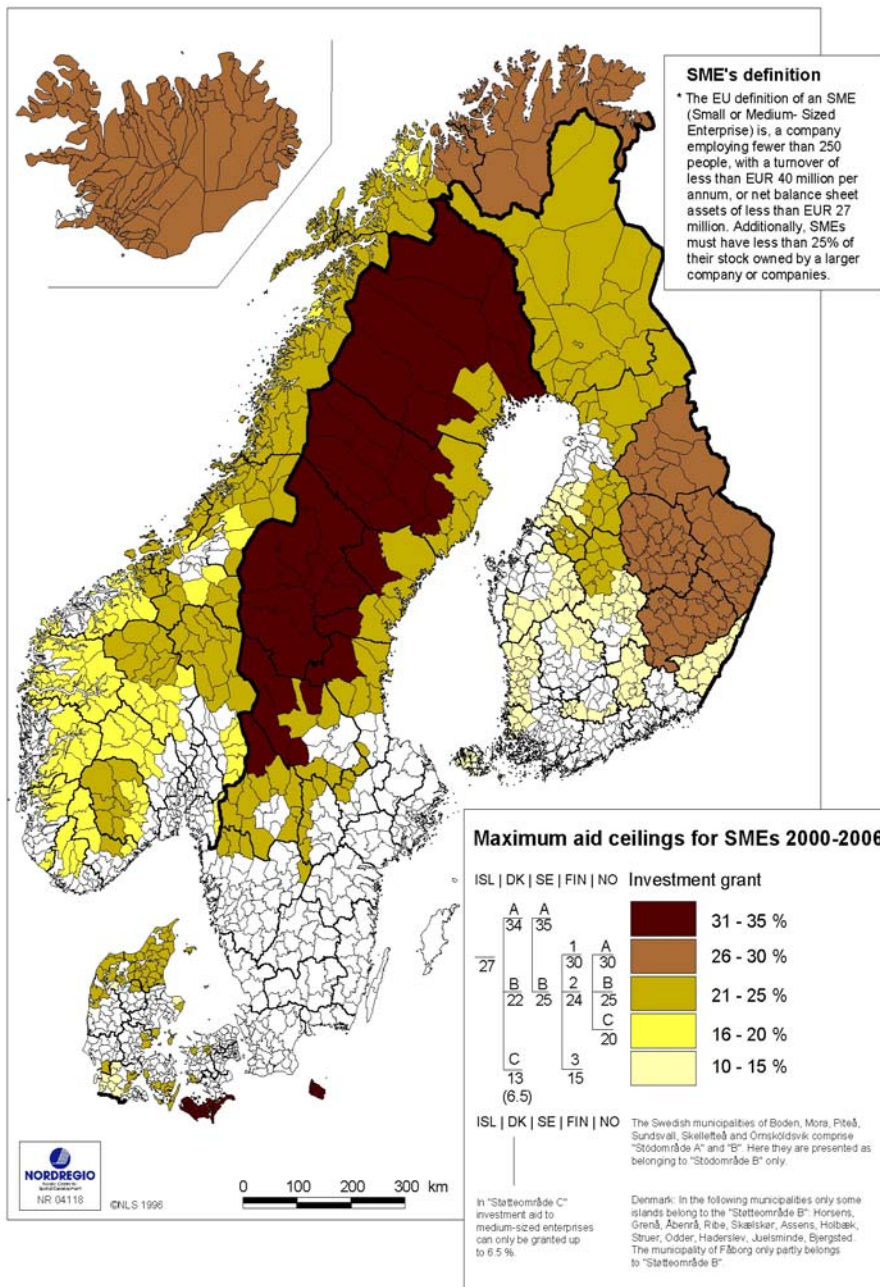 SME's definition
* The EU definition of an SME
(Small or Medium- Sized
Enterprise) is, a company
employing fewer than 250
people, with a turnover of
less than EUR 40 million per
annum, or net balance sheet
assets of less than EUR 27
million. Additionally, SMEs
must have less than 25% of
their stock owned by a larger
company or companies.
Maximum aid ceilings for SMEs 2000-2006
ISL | DK | SE | FIN | NO
Investment grant
A A
34 35
1 A
30 30
27
B B 2 B
22 25 24 25
C
20
C 3
13 15
(6.5)
31 - 35 %
26 - 30 %
21 - 25 %
16 - 20 %
10 - 15 %
ISL | DK | SE | FIN | NO
In "Støtteområde C"
investment aid to
medium-sized enterprises
can only be granted up
to 6.5 %.
The Swedish municipalities of Boden, Mora, Piteå,
Sundsvall, Skellefteå and Örnsköldsvik comprise
"Stödområde A" and "B". Here they are presented as
belonging to "Stödområde B" only.
Denmark: In the following municipalities only some
islands belong to the "Støtteområde B": Horsens,
Grenå, Åbenrå, Ribe, Skælskør, Assens, Holbæk,
Struer, Odder, Haderslev, Juelsminde, Bjergsted.
The municipality of Fåborg only partly belongs
to "Støtteområde B".
NORDREGIO
NR 04118
©NLS 1996
0 100 200 300 km